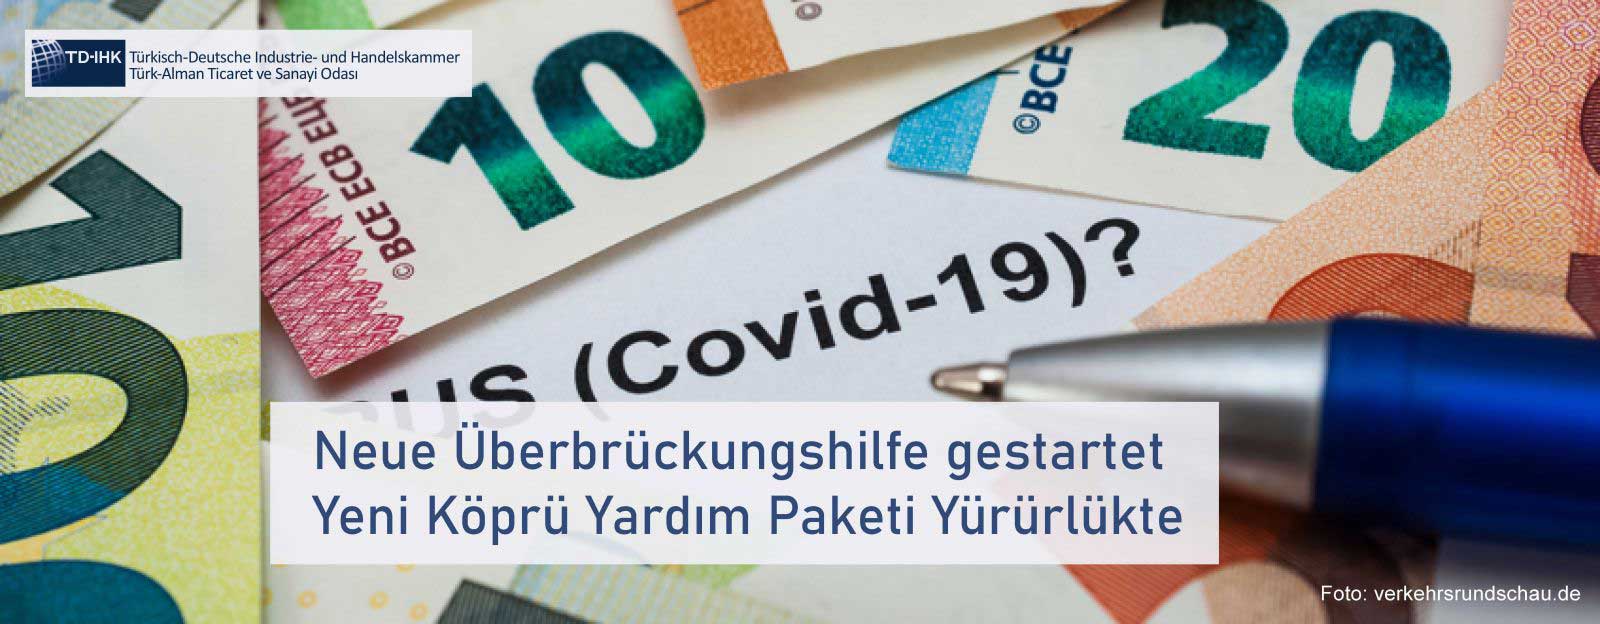 TD-IHK
Türkisch-Deutsche Industrie- und Handelskammer
Türk-Alman Ticaret ve Sanayi Odası
10
©BCE ECB
©BCE
20
(Covid-19)?
Neue Überbrückungshilfe gestartet
Yeni Köprü Yardım Paketi Yürürlükte
Foto: verkehrsrundschau.de